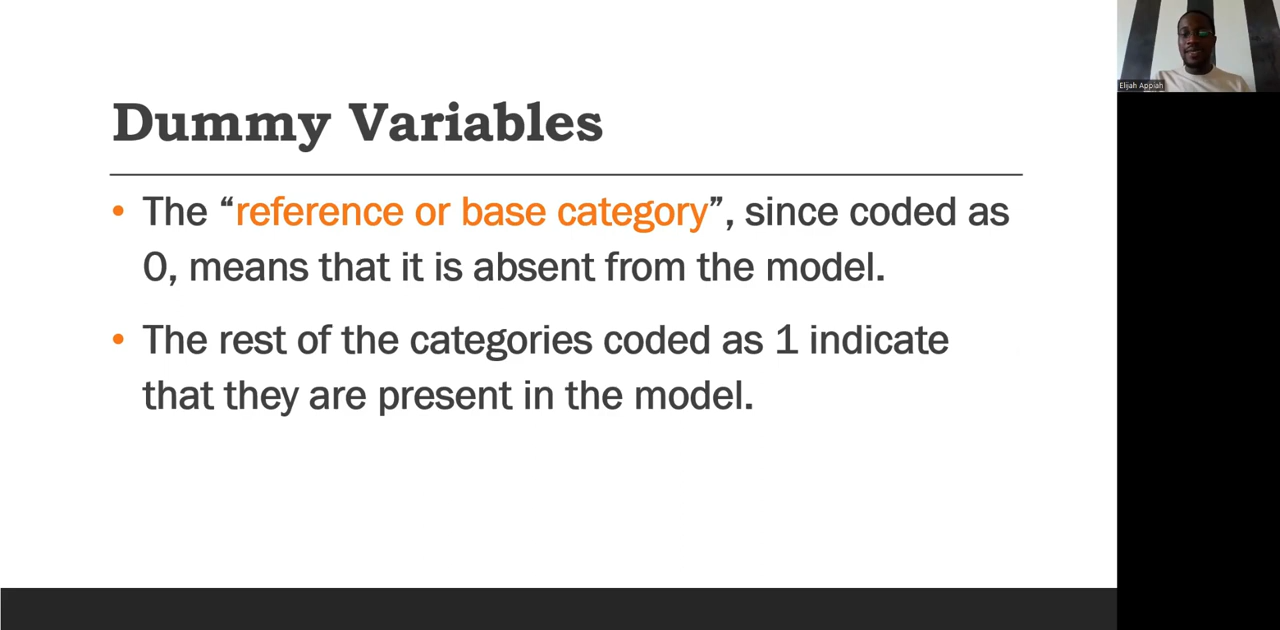 Dummy Variables
• The “reference or base category”, since coded as
0, means that it is absent from the model.
• The rest of the categories coded as 1 indicate
that they are present in the model.
Elijah Appiah